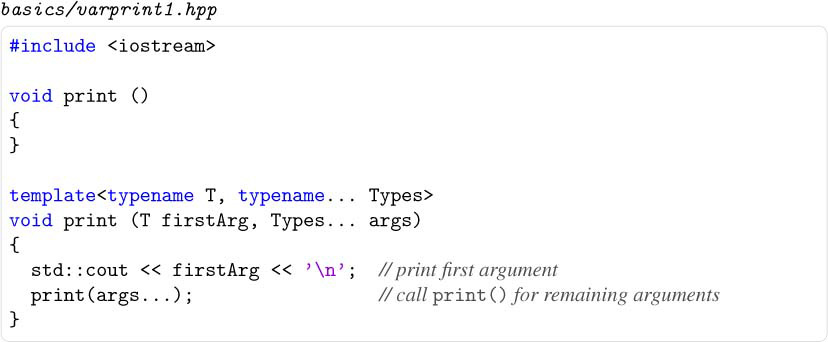 basics/varprint1.hpp
#include <iostream>
void print ()
{
}
template<typename T, typename... Types>
void print (T firstArg, Types... args)
{
  std::cout << firstArg << '\n';  // print first argument
  print(args...);                 // call print() for remaining arguments
}